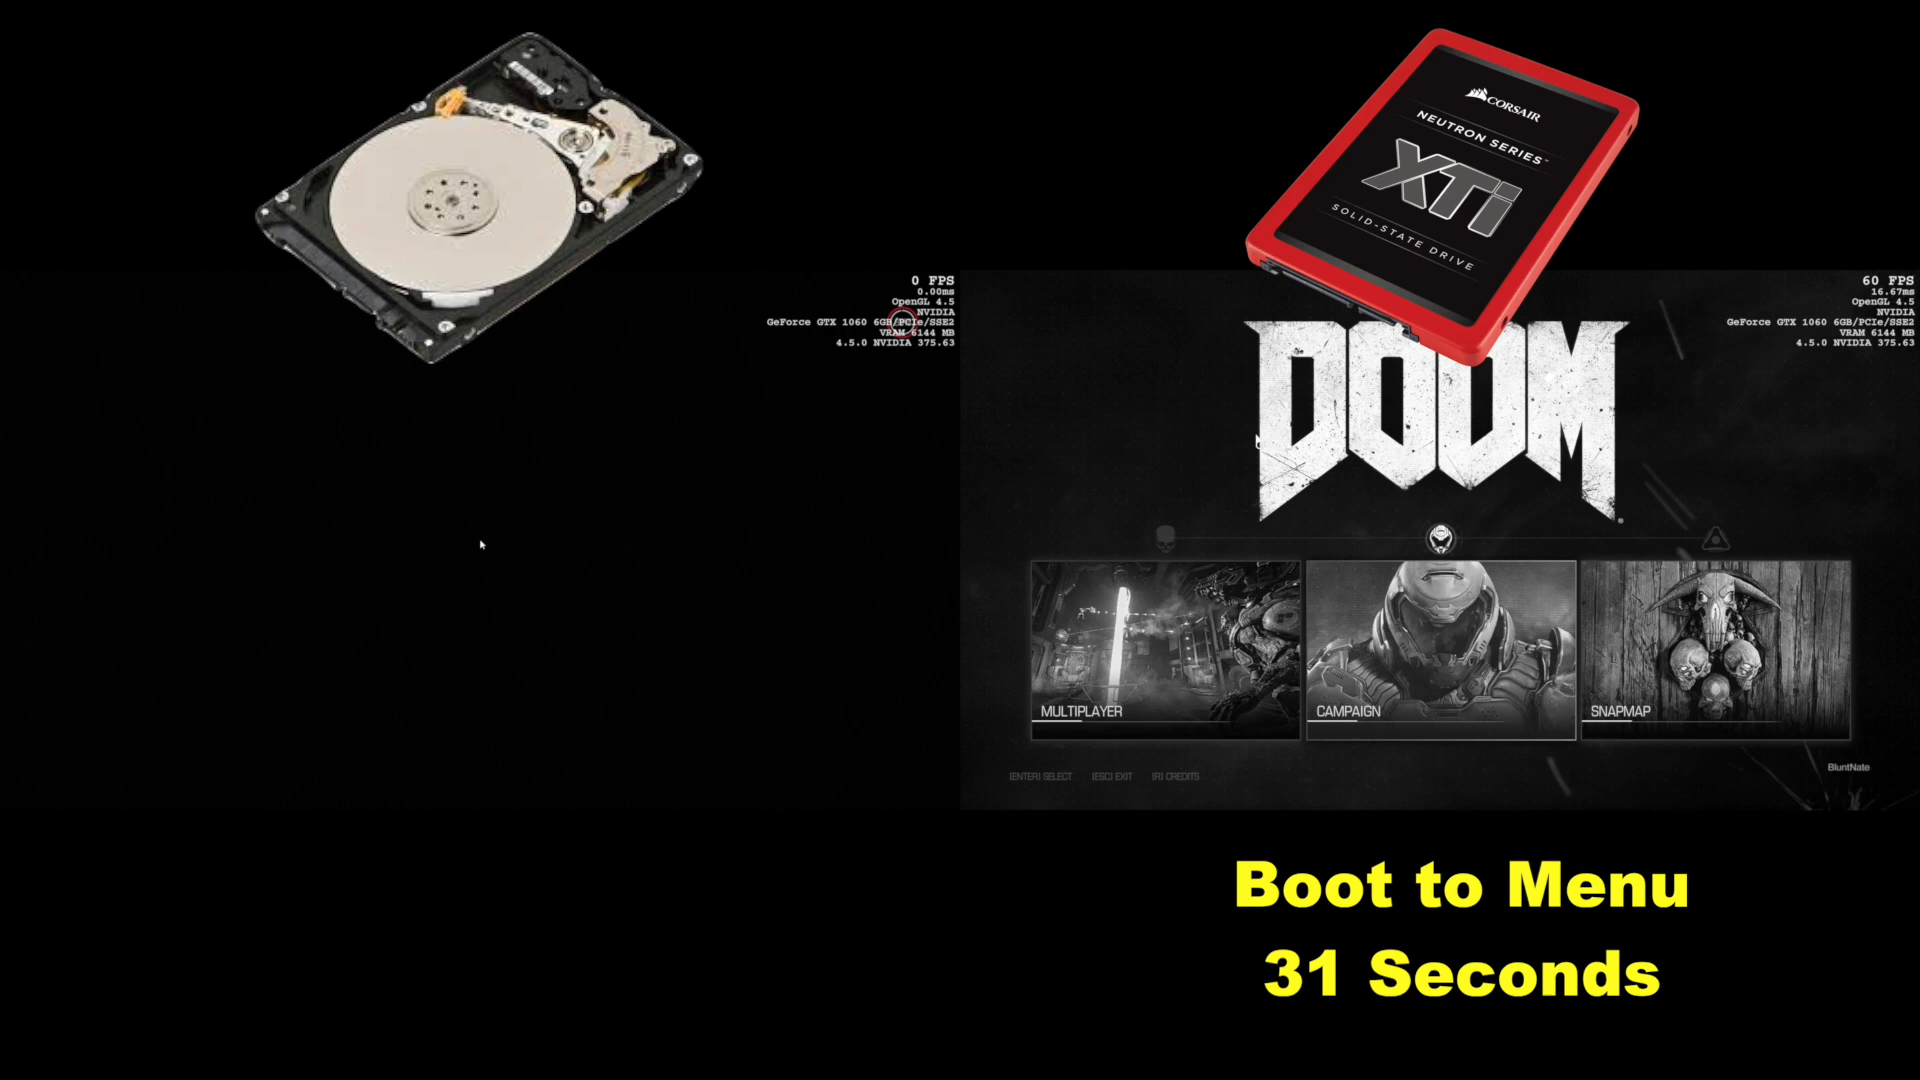 CORSAIR
NEUTRON SERIES™
XTi
SOLID-STATE DRIVE
0 FPS
0.00ms
OpenGL 4.5
NVIDIA
GeForce GTX 1060 6GB/PCIe/SSE2
VRAM 6144 MB
4.5.0 NVIDIA 375.63
60 FPS
16.67ms
OpenGL 4.5
NVIDIA
GeForce GTX 1060 6GB/PCIe/SSE2
VRAM 6144 MB
4.5.0 NVIDIA 375.63
DOOM
MULTIPLAYER
CAMPAIGN
SNAPMAP
[ENTER] SELECT [ESC] EXIT [R] CREDITS
BluntNate
Boot to Menu
31 Seconds